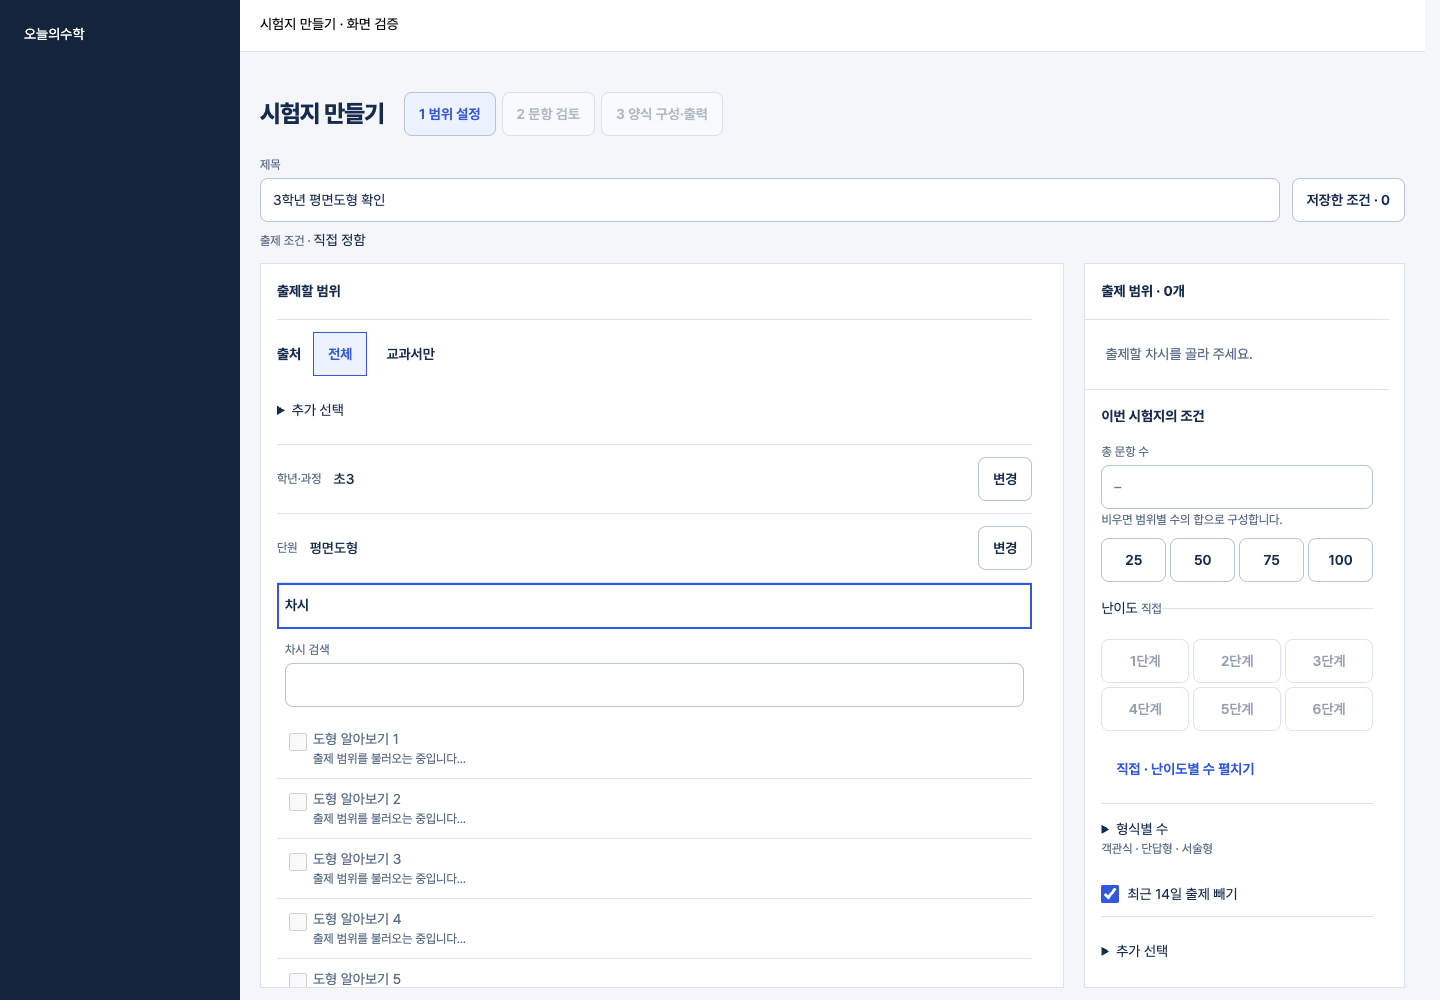 오늘의수학
시험지 만들기 · 화면 검증
시험지 만들기
1 범위 설정
2 문항 검토
3 양식 구성·출력
제목
3학년 평면도형 확인
저장한 조건 · 0
출제 조건 · 직접 정함
출제할 범위
출처
전체
교과서만
▶ 추가 선택
학년·과정 초3
변경
단원 평면도형
변경
차시
차시 검색
도형 알아보기 1
출제 범위를 불러오는 중입니다...
도형 알아보기 2
출제 범위를 불러오는 중입니다...
도형 알아보기 3
출제 범위를 불러오는 중입니다...
도형 알아보기 4
출제 범위를 불러오는 중입니다...
도형 알아보기 5
출제 범위 · 0개
출제할 차시를 골라 주세요.
이번 시험지의 조건
총 문항 수
–
비우면 범위별 수의 합으로 구성합니다.
25
50
75
100
난이도 직접
1단계
2단계
3단계
4단계
5단계
6단계
직접 · 난이도별 수 펼치기
▶ 형식별 수
객관식 · 단답형 · 서술형
최근 14일 출제 빼기
▶ 추가 선택